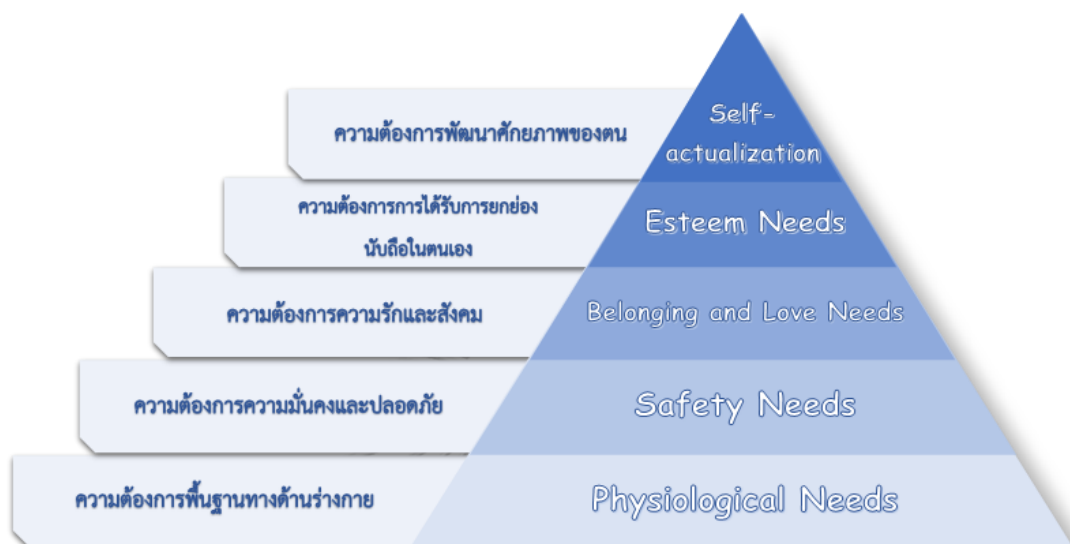 ความต้องการพัฒนาศักยภาพของตน
Self-
actualization
ความต้องการการได้รับการยกย่อง
นับถือในตนเอง
Esteem Needs
ความต้องการความรักและสังคม
Belonging and Love Needs
ความต้องการความมั่นคงและปลอดภัย
Safety Needs
ความต้องการพื้นฐานทางด้านร่างกาย
Physiological Needs